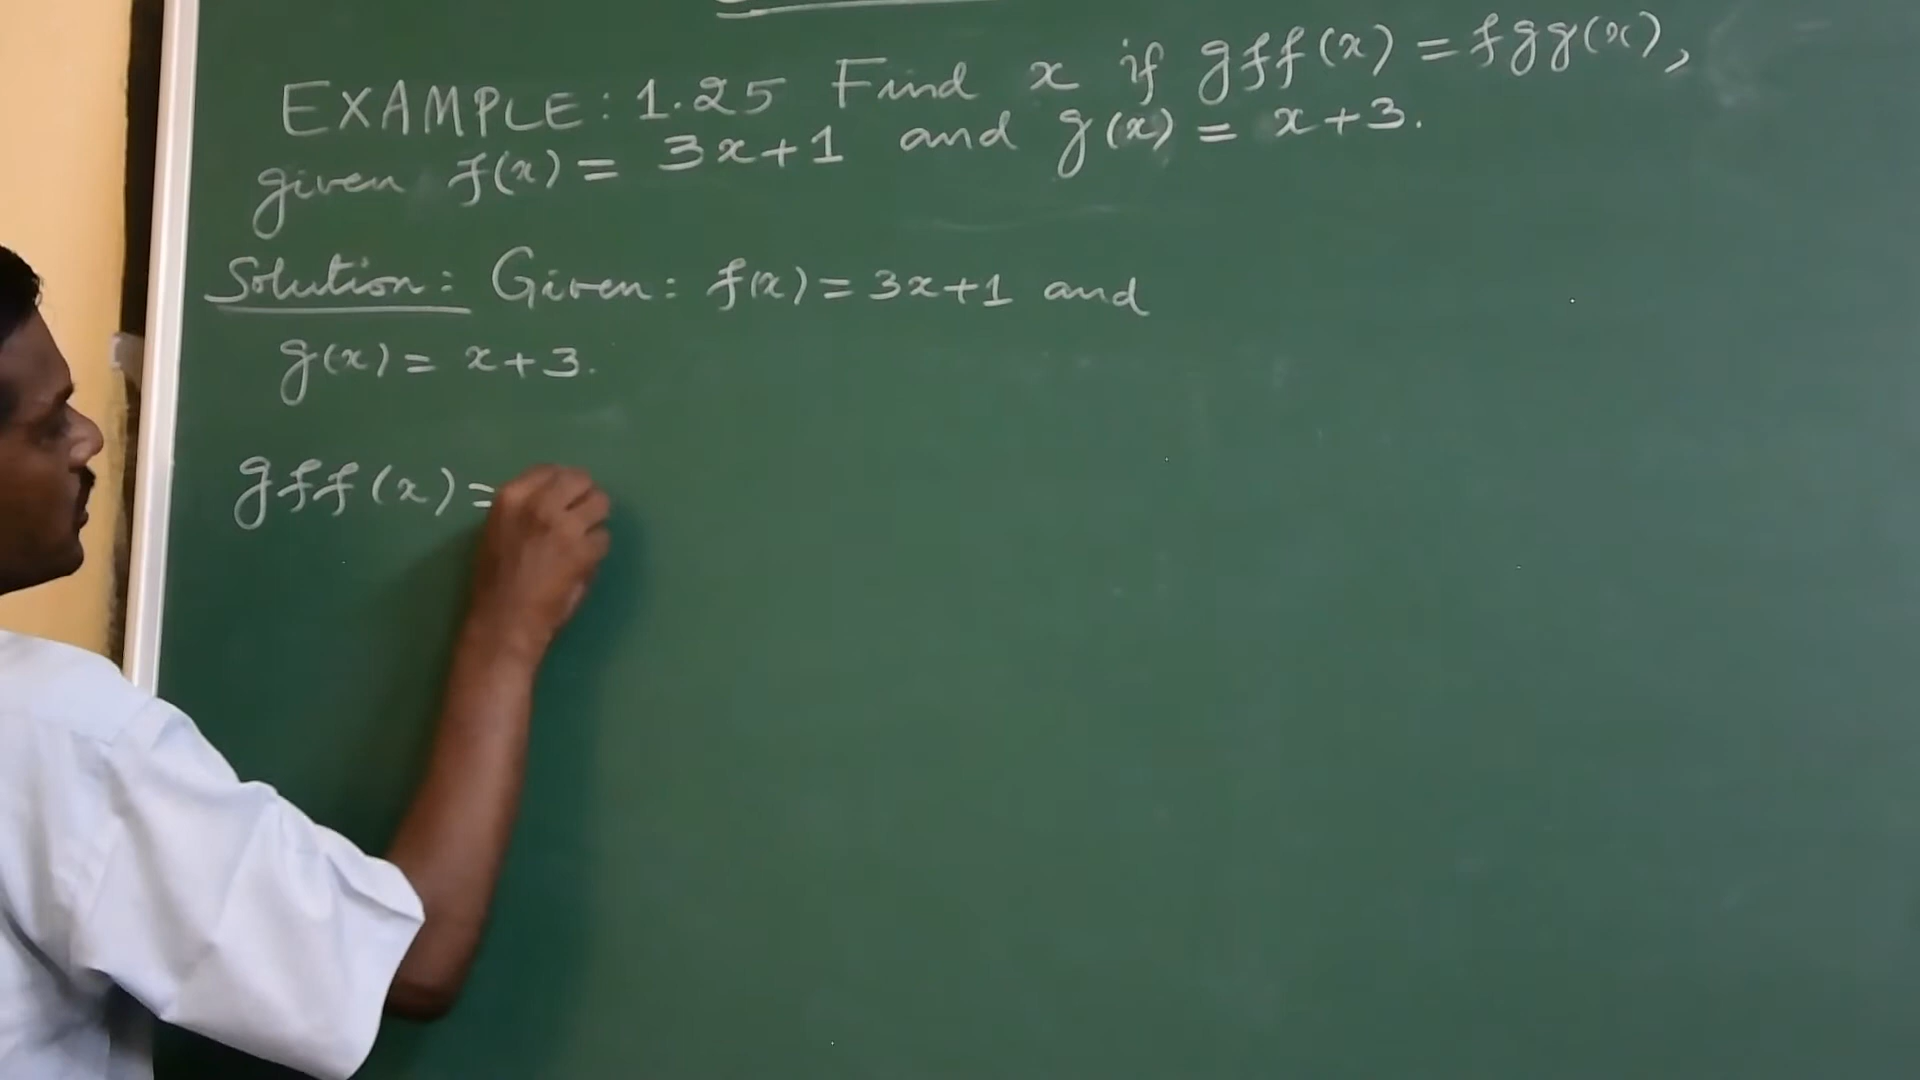 EXAMPLE: 1.25 Find x if gff(x) = fgg(x),
given f(x) = 3x+1 and g(x) = x+3.
Solution: Given: f(x) = 3x+1 and
g(x) = x+3.
gff(x) =